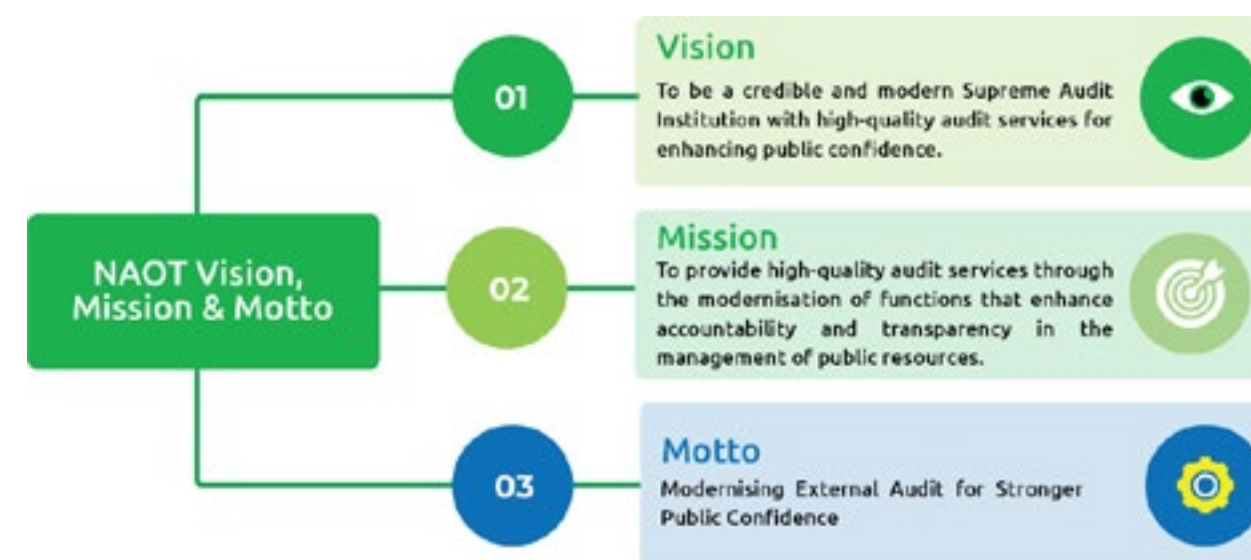 NAOT Vision,
Mission & Motto
01
Vision
To be a credible and modern Supreme Audit
Institution with high-quality audit services for
enhancing public confidence.
02
Mission
To provide high-quality audit services through
the modernisation of functions that enhance
accountability and transparency in the
management of public resources.
03
Motto
Modernising External Audit for Stronger
Public Confidence